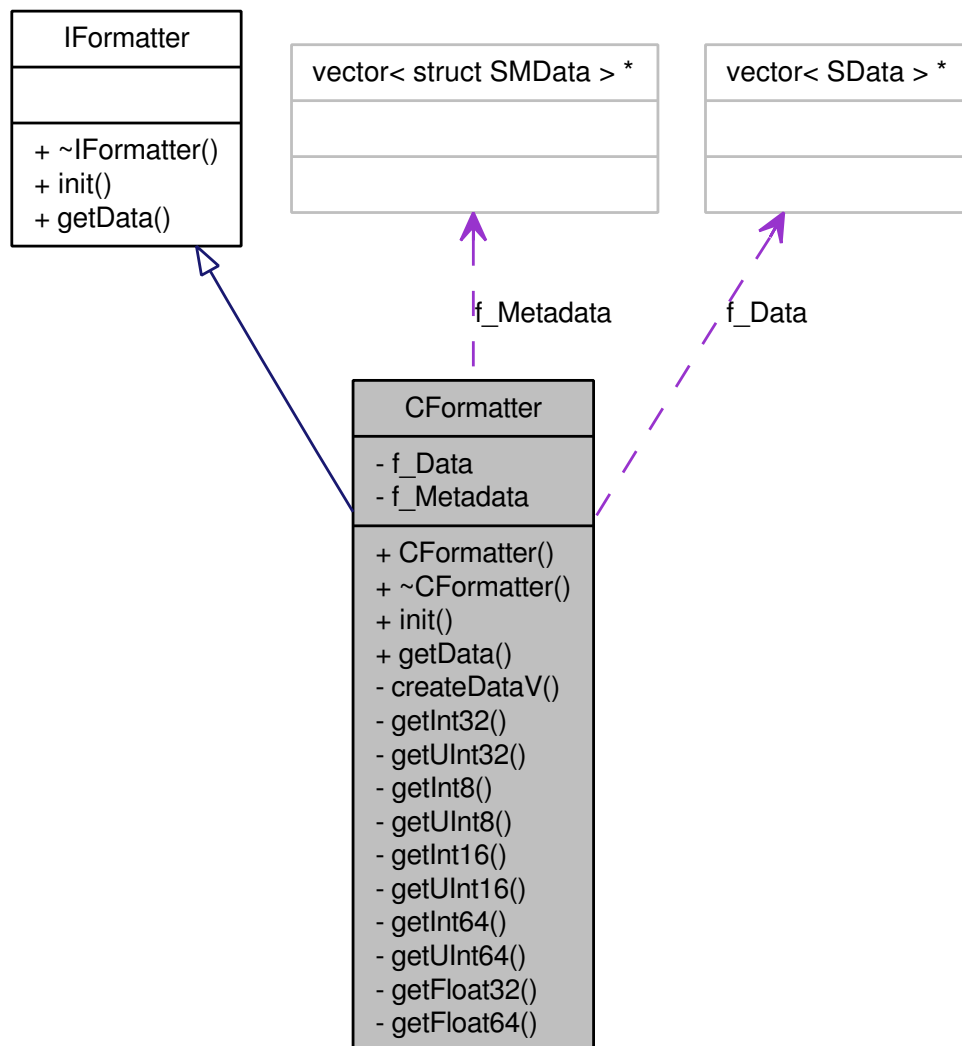 IFormatter
+ ~IFormatter()
+ init()
+ getData()
vector< struct SMData > *
vector< SData > *
f_Metadata
f_Data
CFormatter
- f_Data
- f_Metadata
+ CFormatter()
+ ~CFormatter()
+ init()
+ getData()
- createDataV()
- getInt32()
- getUInt32()
- getInt8()
- getUInt8()
- getInt16()
- getUInt16()
- getInt64()
- getUInt64()
- getFloat32()
- getFloat64()